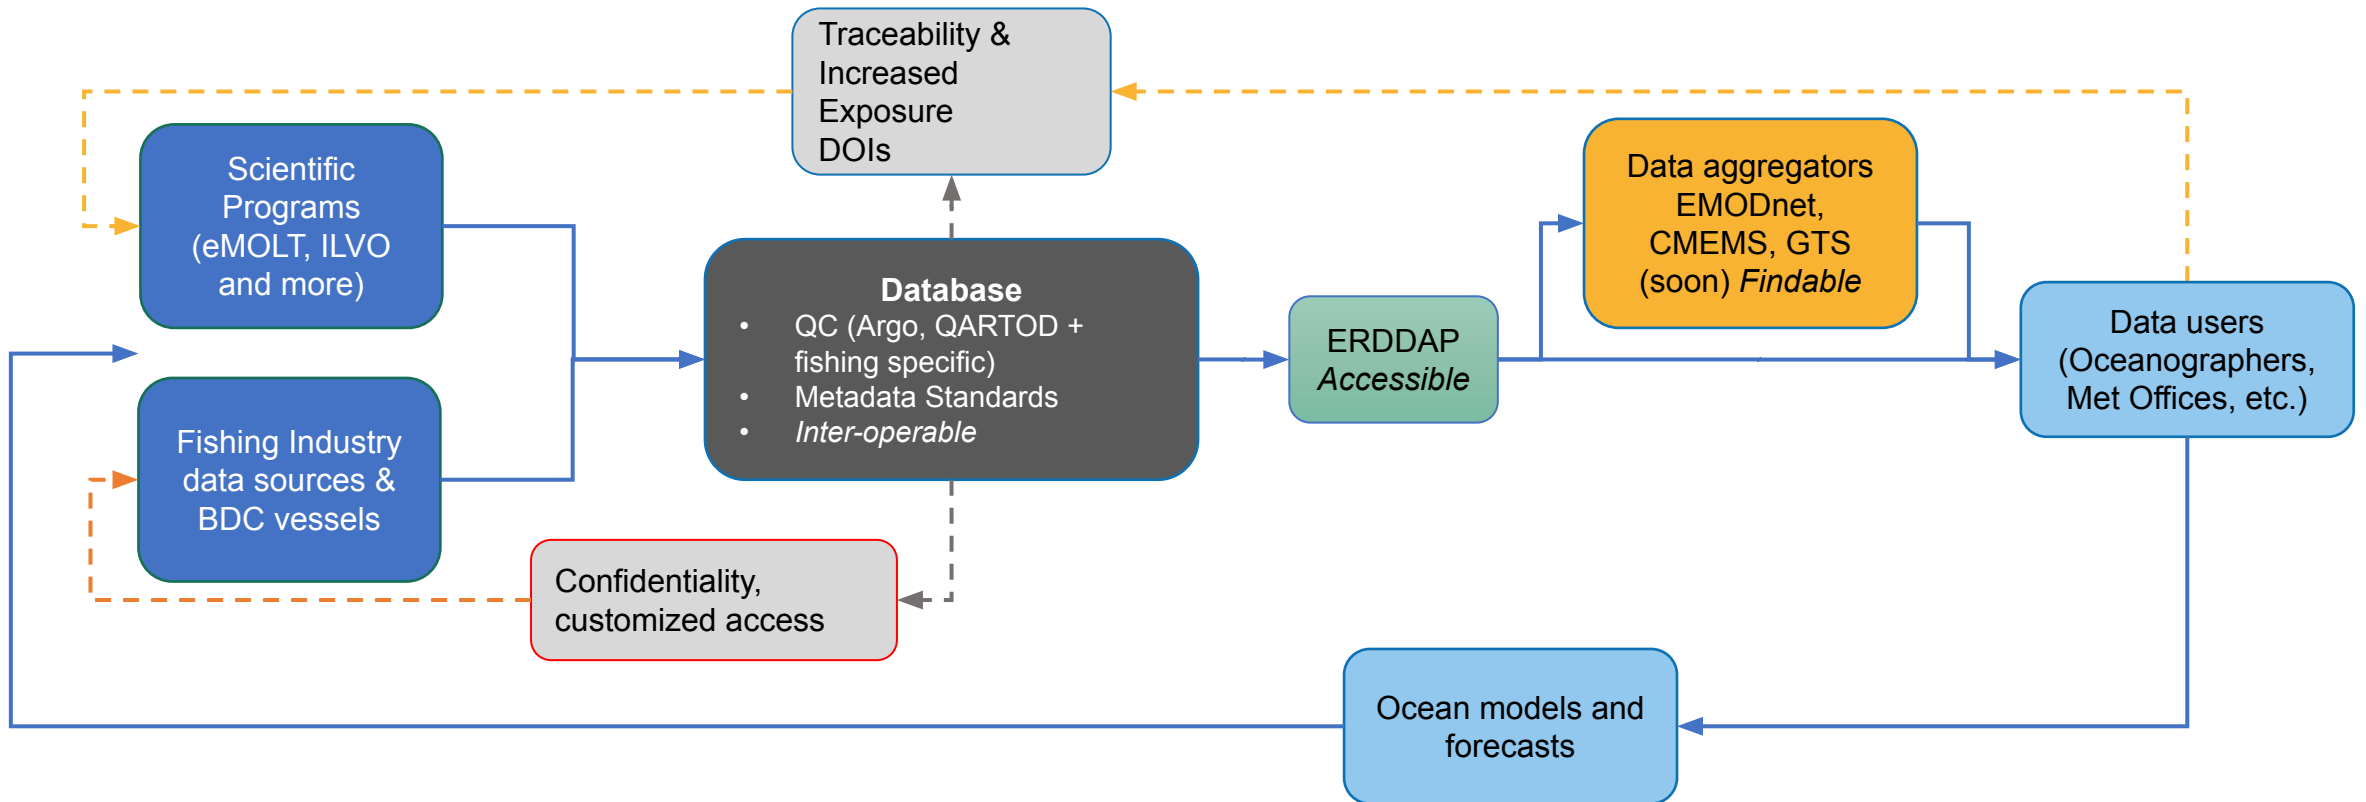 Traceability &
Increased
Exposure
DOIs
Scientific
Programs
(eMOLT, ILVO
and more)
Data aggregators
EMODnet,
CMEMS, GTS
(soon) Findable
Database
• QC (Argo, QARTOD +
fishing specific)
• Metadata Standards
• Inter-operable
ERDDAP
Accessible
Data users
(Oceanographers,
Met Offices, etc.)
Fishing Industry
data sources &
BDC vessels
Confidentiality,
customized access
Ocean models and
forecasts